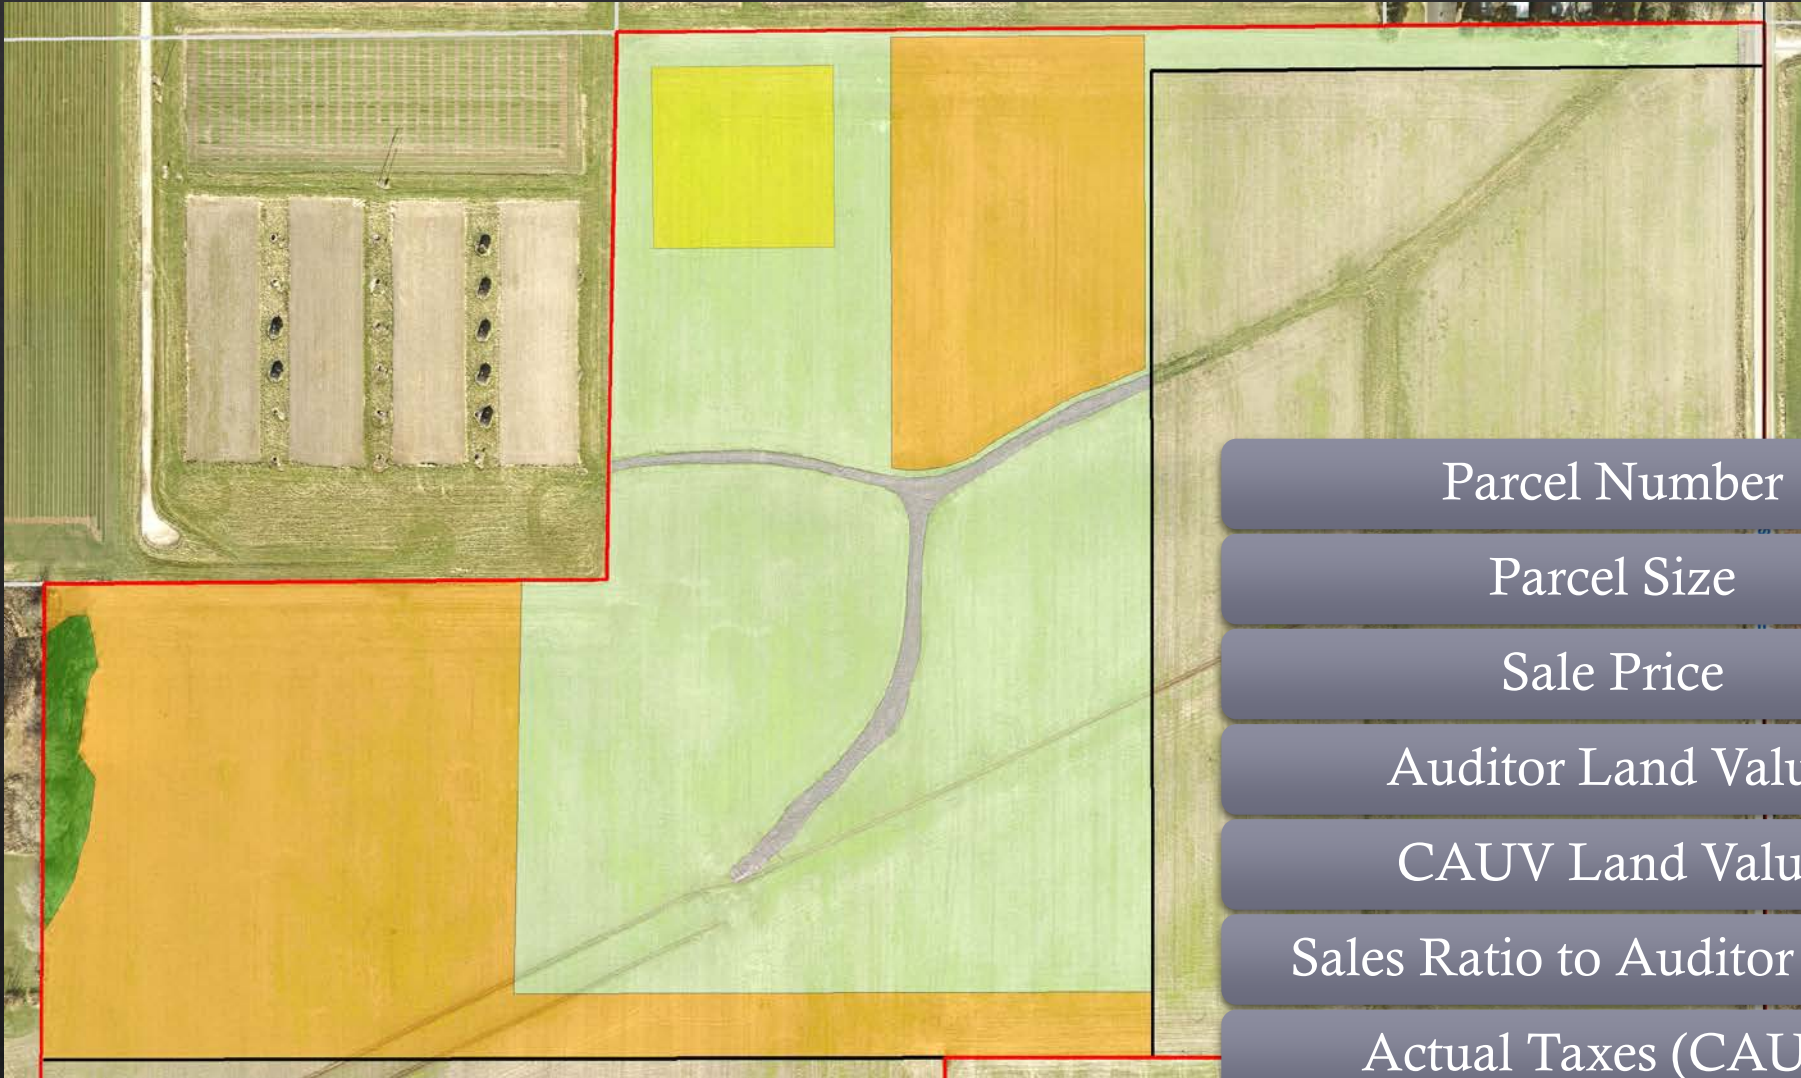 Parcel Number
Parcel Size
Sale Price
Auditor Land Valu
CAUV Land Valu
Sales Ratio to Auditor
Actual Taxes (CAU